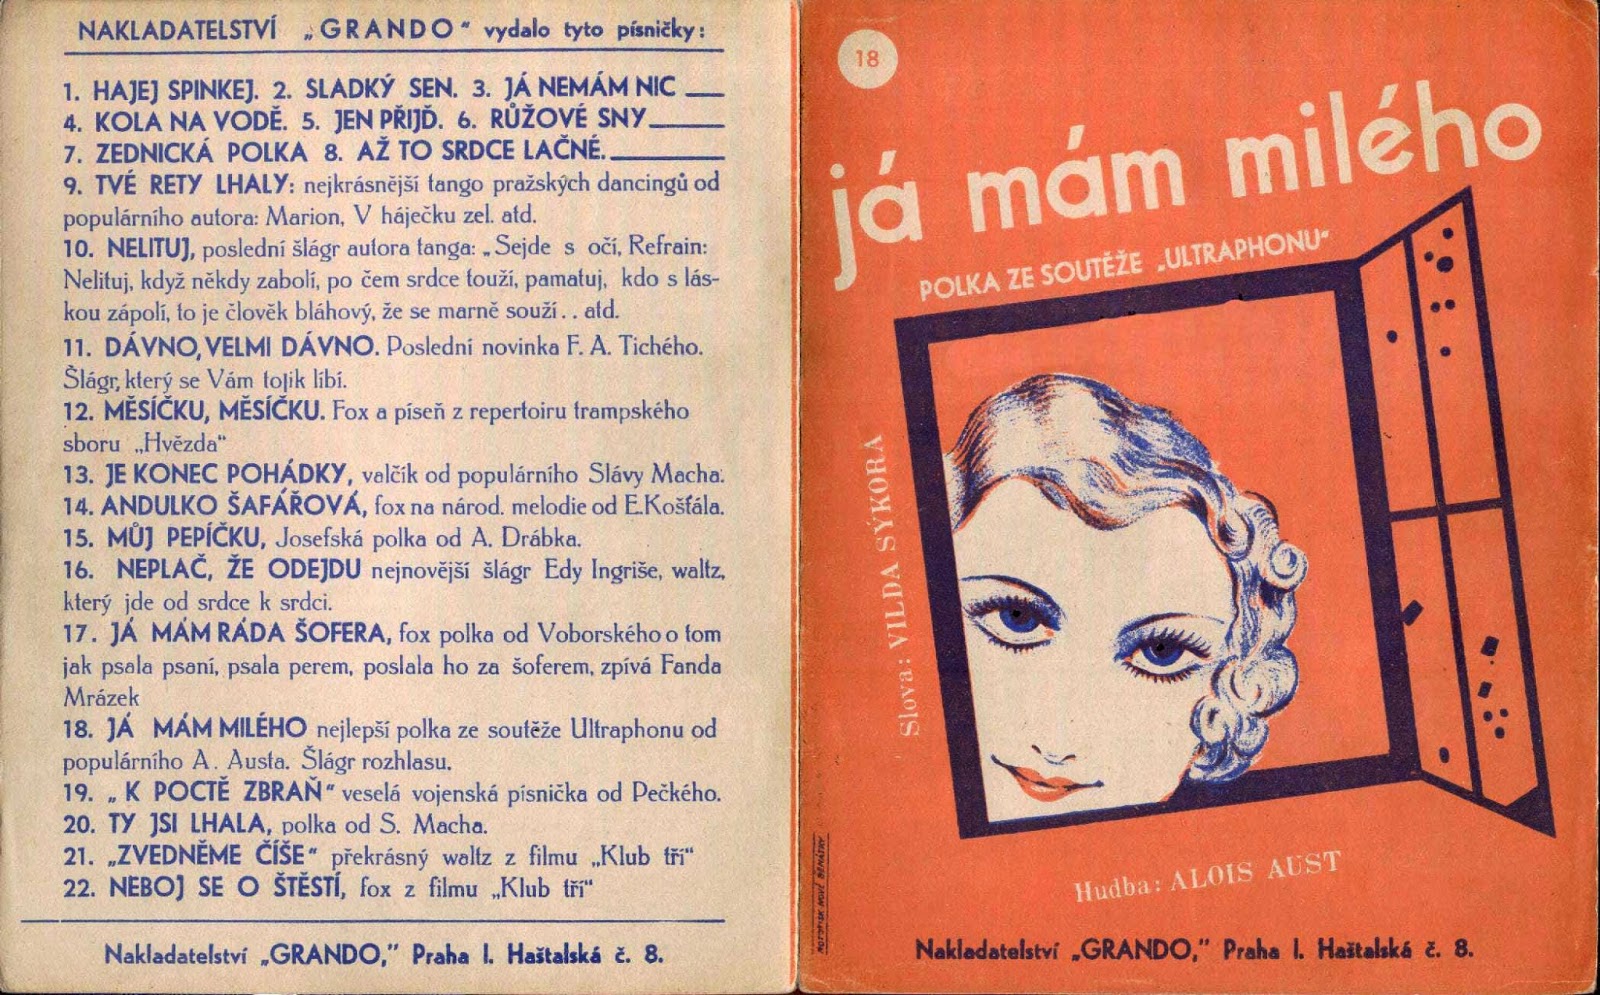 NAKLADATELSTVÍ „GRANDO“ vydalo tyto písničky:
1. HAJEJ SPINKEJ. 2. SLADKÝ SEN. 3. JÁ NEMÁM NIC
4. KOLA NA VODĚ. 5. JEN PŘIJĎ. 6. RŮŽOVÉ SNY
7. ZEDNICKÁ POLKA 8. AŽ TO SRDCE LAČNÉ.
9. TVÉ RETY LHALY: nejkrásnější tango pražských dancingů od
populárního autora: Marion, V háječku zel. atd.
10. NELITUJ, poslední šlágr autora tanga: „Sejde s očí, Refrain:
Nelituj, když někdy zabolí, po čem srdce touží, pamatuj, kdo s lás-
kou zápolí, to je člověk bláhový, že se marně souží.. atd.
11. DÁVNO, VELMI DÁVNO. Poslední novinka F. A. Tichého.
Šlágr, který se Vám tolik líbí.
12. MĚSÍČKU, MĚSÍČKU. Fox a píseň z repertoiru trampského
sboru „Hvězda“
13. JE KONEC POHÁDKY, valčík od populárního Slávy Macha.
14. ANDULKO ŠAFÁŘOVÁ, fox na národ. melodie od E.Košťála.
15. MŮJ PEPÍČKU, Josefská polka od A. Drábka.
16. NEPLAČ, ŽE ODEJDU nejnovější šlágr Edy Ingriše, waltz,
který jde od srdce k srdci.
17. JÁ MÁM RÁDA ŠOFERA, fox polka od Voborského o tom
jak psala psaní, psala perem, poslala ho za šoferem, zpívá Fanda
Mrázek
18. JÁ MÁM MILÉHO nejlepší polka ze soutěže Ultraphonu od
populárního A. Austa. Šlágr rozhlasu.
19. „K POCTĚ ZBRAŇ“ veselá vojenská písnička od Pečkého.
20. TY JSI LHALA, polka od S. Macha.
21. „ZVEDNĚME ČÍŠE“ překrásný waltz z filmu „Klub tří“
22. NEBOJ SE O ŠTĚSTÍ, fox z filmu „Klub tří“
Nakladatelství „GRANDO,“ Praha I. Haštalská č. 8.
18
já mám milého
POLKA ZE SOUTĚŽE „ULTRAPHONU“
Slova: VILDA SÝKORA
Hudba: ALOIS AUST
NOTOTISK NOVÉ BENÁTKY
Nakladatelství „GRANDO,“ Praha I. Haštalská č. 8.